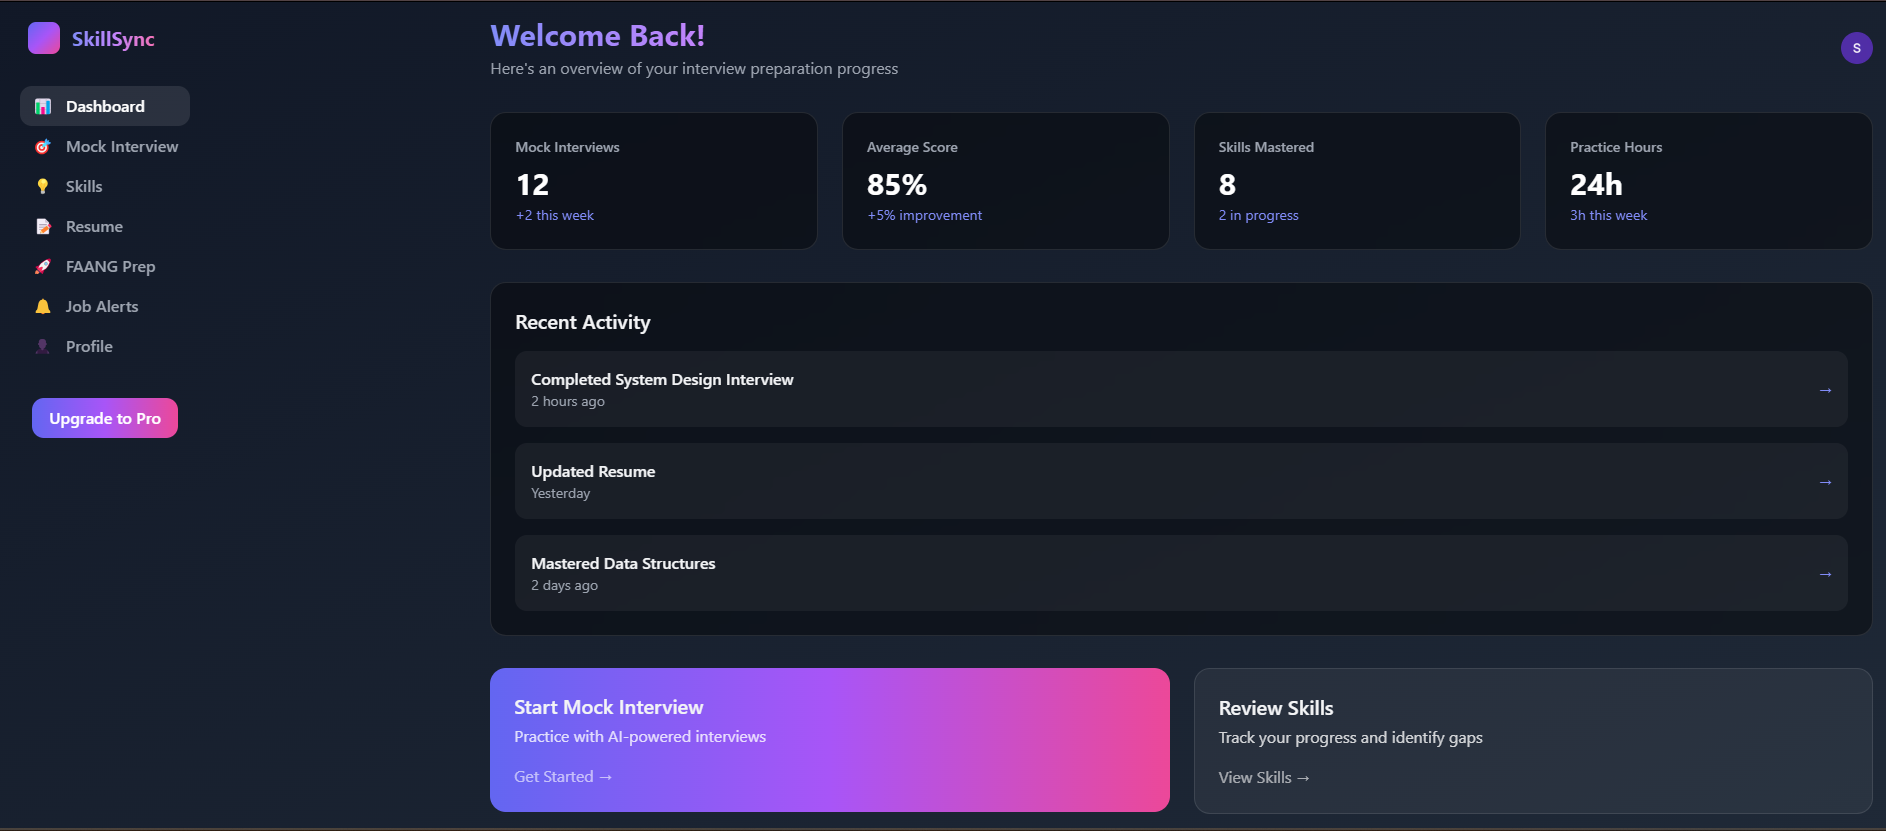 SkillSync
Dashboard
Mock Interview
Skills
Resume
FAANG Prep
Job Alerts
Profile
Upgrade to Pro
Welcome Back!
Here's an overview of your interview preparation progress
S
Mock Interviews
12
+2 this week
Average Score
85%
+5% improvement
Skills Mastered
8
2 in progress
Practice Hours
24h
3h this week
Recent Activity
Completed System Design Interview
2 hours ago
→
Updated Resume
Yesterday
→
Mastered Data Structures
2 days ago
→
Start Mock Interview
Practice with AI-powered interviews
Get Started →
Review Skills
Track your progress and identify gaps
View Skills →